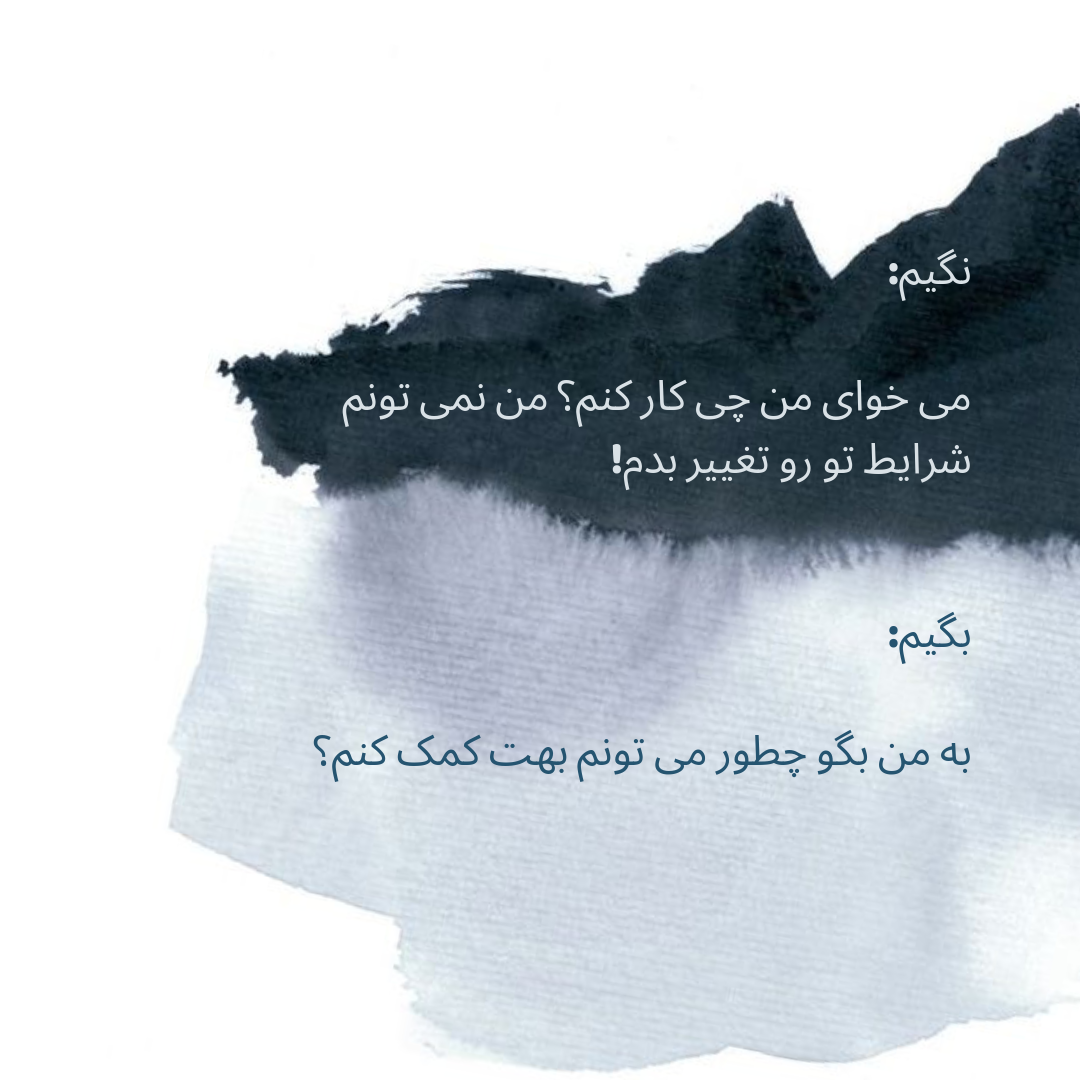 نگیم:
می خوای من چی کار کنم؟ من نمی تونم
شرایط تو رو تغییر بدم!
بگیم:
به من بگو چطور می تونم بهت کمک کنم؟